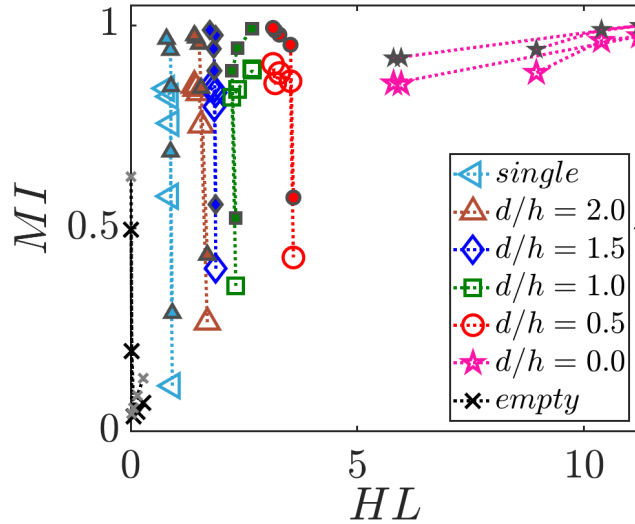 1
MI
0.5
0
single
d/h = 2.0
d/h = 1.5
d/h = 1.0
d/h = 0.5
d/h = 0.0
empty
0 5 10
HL